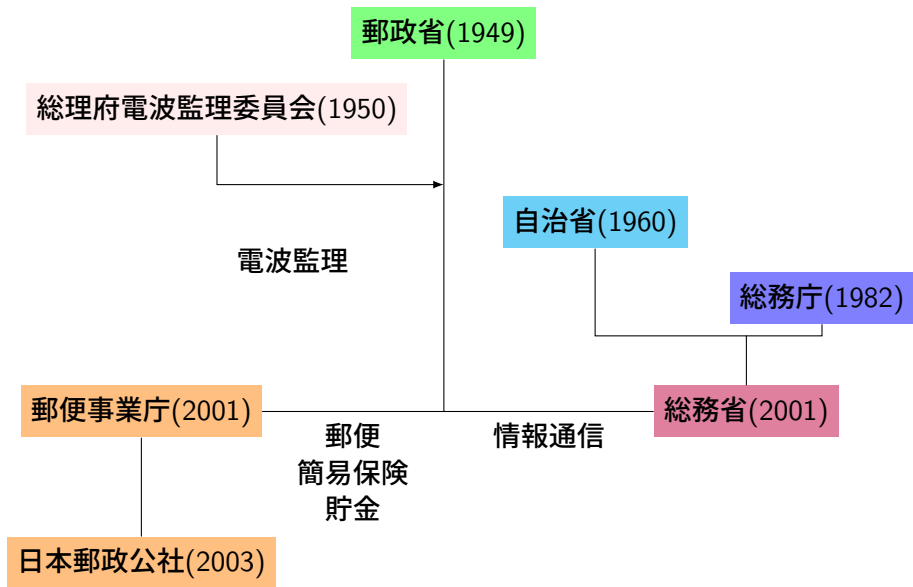 郵政省(1949)
総理府電波監理委員会(1950)
自治省(1960)
電波監理
総務庁(1982)
郵便事業庁(2001)
総務省(2001)
郵便
情報通信
簡易保険
貯金
日本郵政公社(2003)